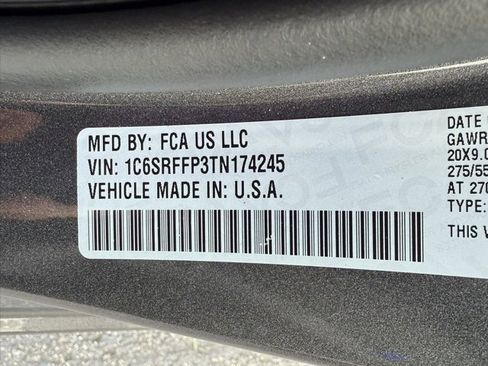 MFD BY: FCA US LLC
VIN: 1C6SRFFP3TN174245
VEHICLE MADE IN: U.S.A.
GAWR
20X9.0
275/55
AT 270
TYPE:
THIS V